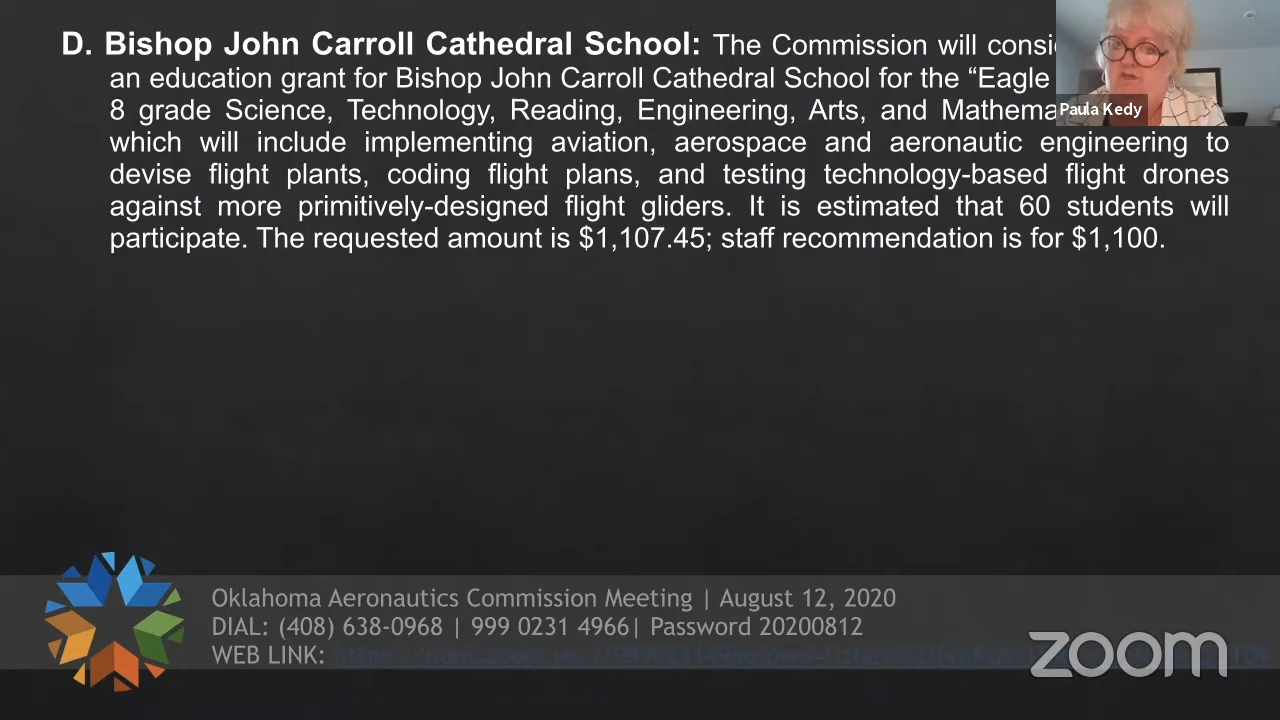 D. Bishop John Carroll Cathedral School: The Commission will
an education grant for Bishop John Carroll Cathedral School for the “Eagle
8 grade Science, Technology, Reading, Engineering, Arts, and
Paula Kedy
which will include implementing aviation, aerospace and aeronautic engineering to
devise flight plants, coding flight plans, and testing technology-based flight drones
against more primitively-designed flight gliders. It is estimated that 60 students will
participate. The requested amount is $1,107.45; staff recommendation is for $1,100.
Oklahoma Aeronautics Commission Meeting | August 12, 2020
DIAL: (408) 638-0968 | 999 0231 4966| Password 20200812
WEB LINK:
zoom